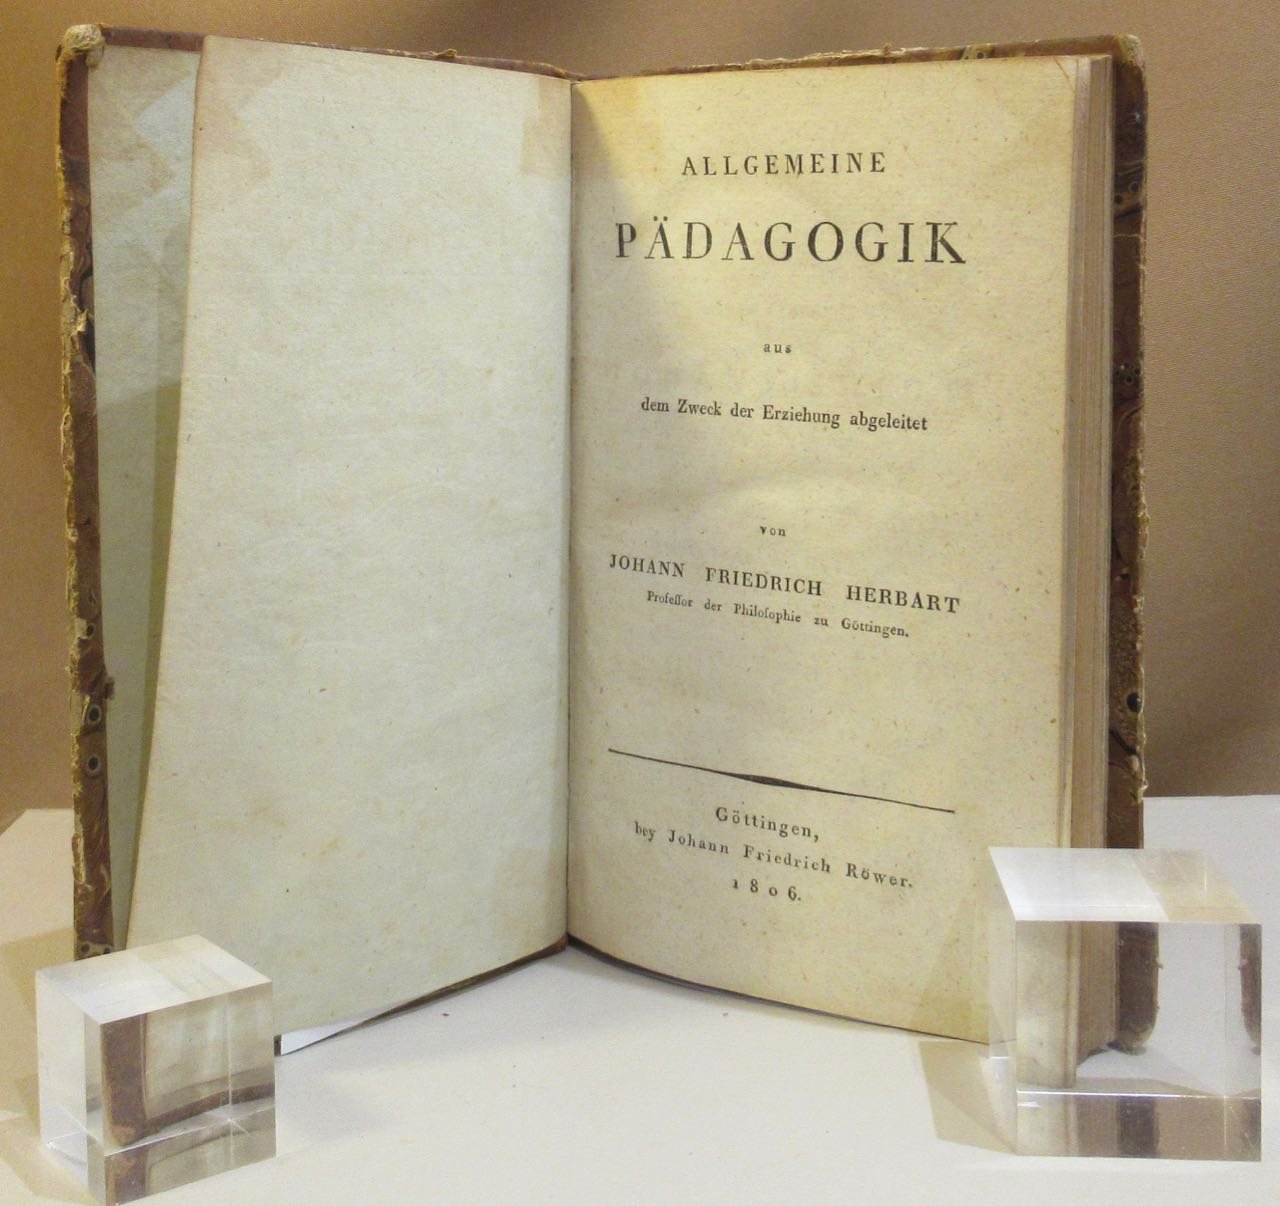 ALLGEMEINE
PÄDAGOGIK
aus
dem Zweck der Erziehung abgeleitet
von
JOHANN FRIEDRICH HERBART
Profeſſor der Philoſophie zu Göttingen.
Göttingen,
bey Johann Friedrich Röwer.
1806.